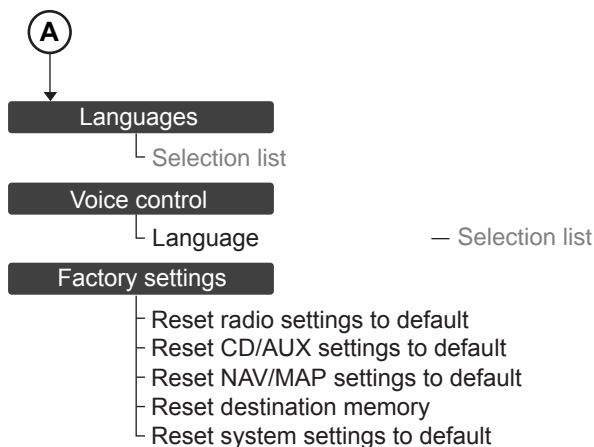 A
Languages
Selection list
Voice control
Language — Selection list
Factory settings
Reset radio settings to default
Reset CD/AUX settings to default
Reset NAV/MAP settings to default
Reset destination memory
Reset system settings to default